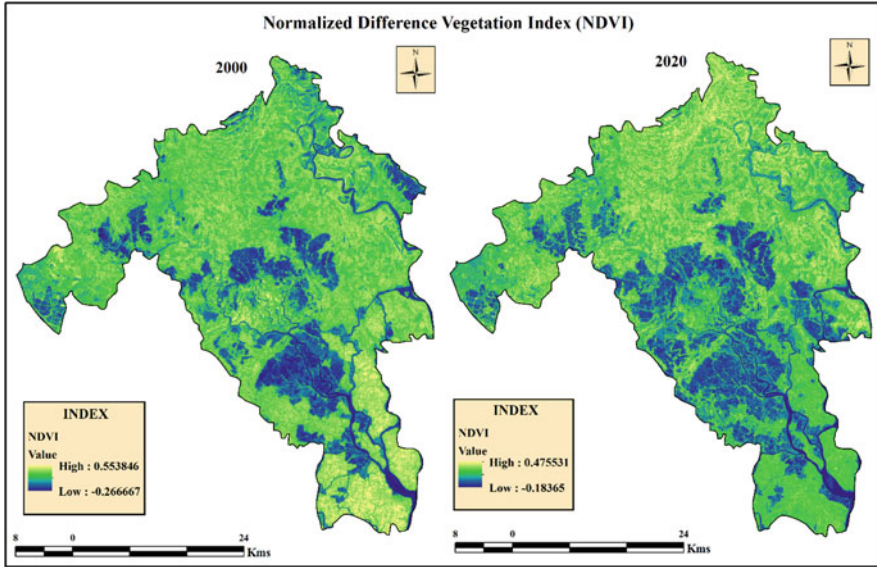 Normalized Difference Vegetation Index (NDVI)
2000
N
2020
N
INDEX
NDVI
Value
High : 0.553846
Low : -0.266667
INDEX
NDVI
Value
High : 0.475531
Low : -0.18365
8 0 24
Kms
8 0 24
Kms